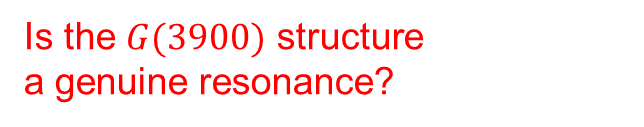 Is the G(3900) structure
a genuine resonance?